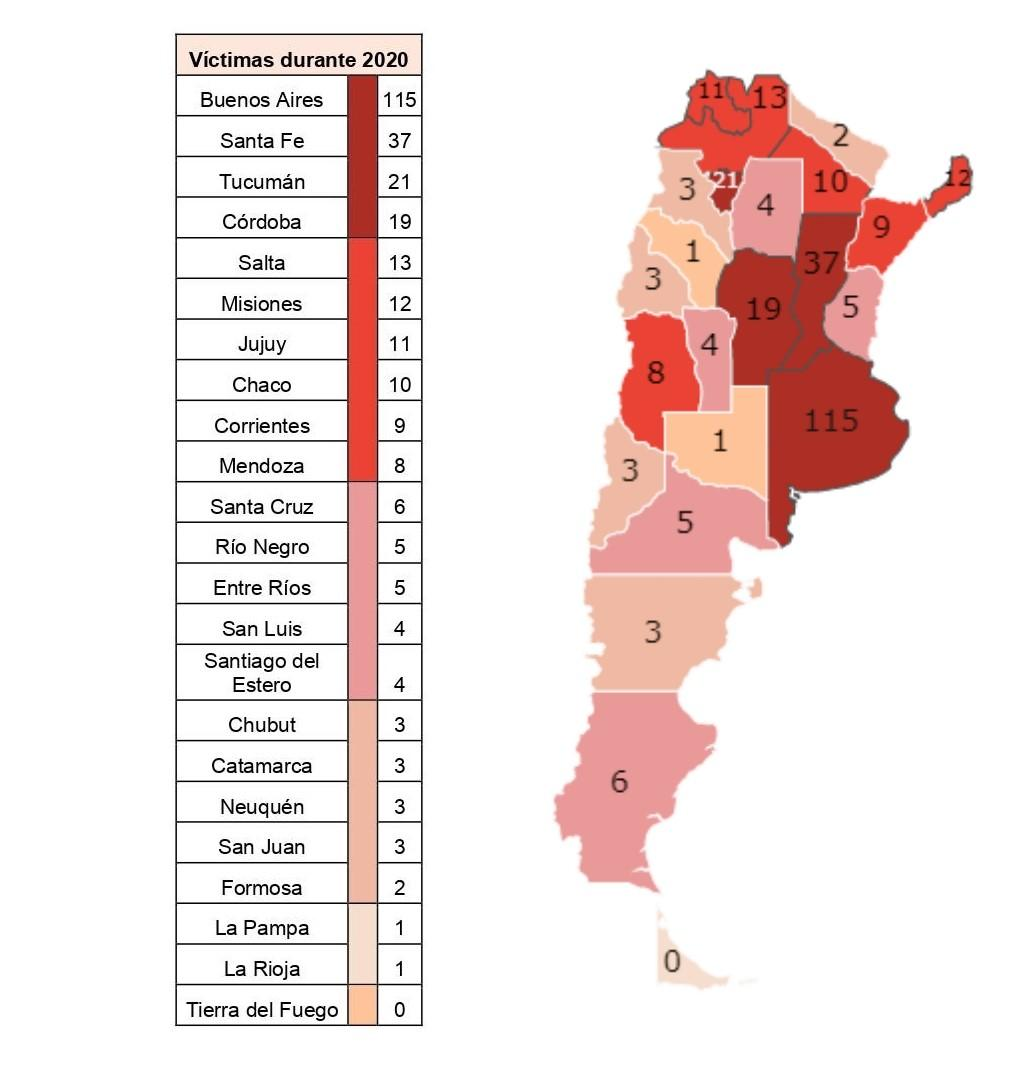 Víctimas durante 2020
Buenos Aires 115
Santa Fe 37
Tucumán 21
Córdoba 19
Salta 13
Misiones 12
Jujuy 11
Chaco 10
Corrientes 9
Mendoza 8
Santa Cruz 6
Río Negro 5
Entre Ríos 5
San Luis 4
Santiago del
Estero 4
Chubut 3
Catamarca 3
Neuquén 3
San Juan 3
Formosa 2
La Pampa 1
La Rioja 1
Tierra del Fuego 0
11
13
2
12
3
21
4
10
9
1
37
3
19
5
4
8
115
1
3
5
3
6
0